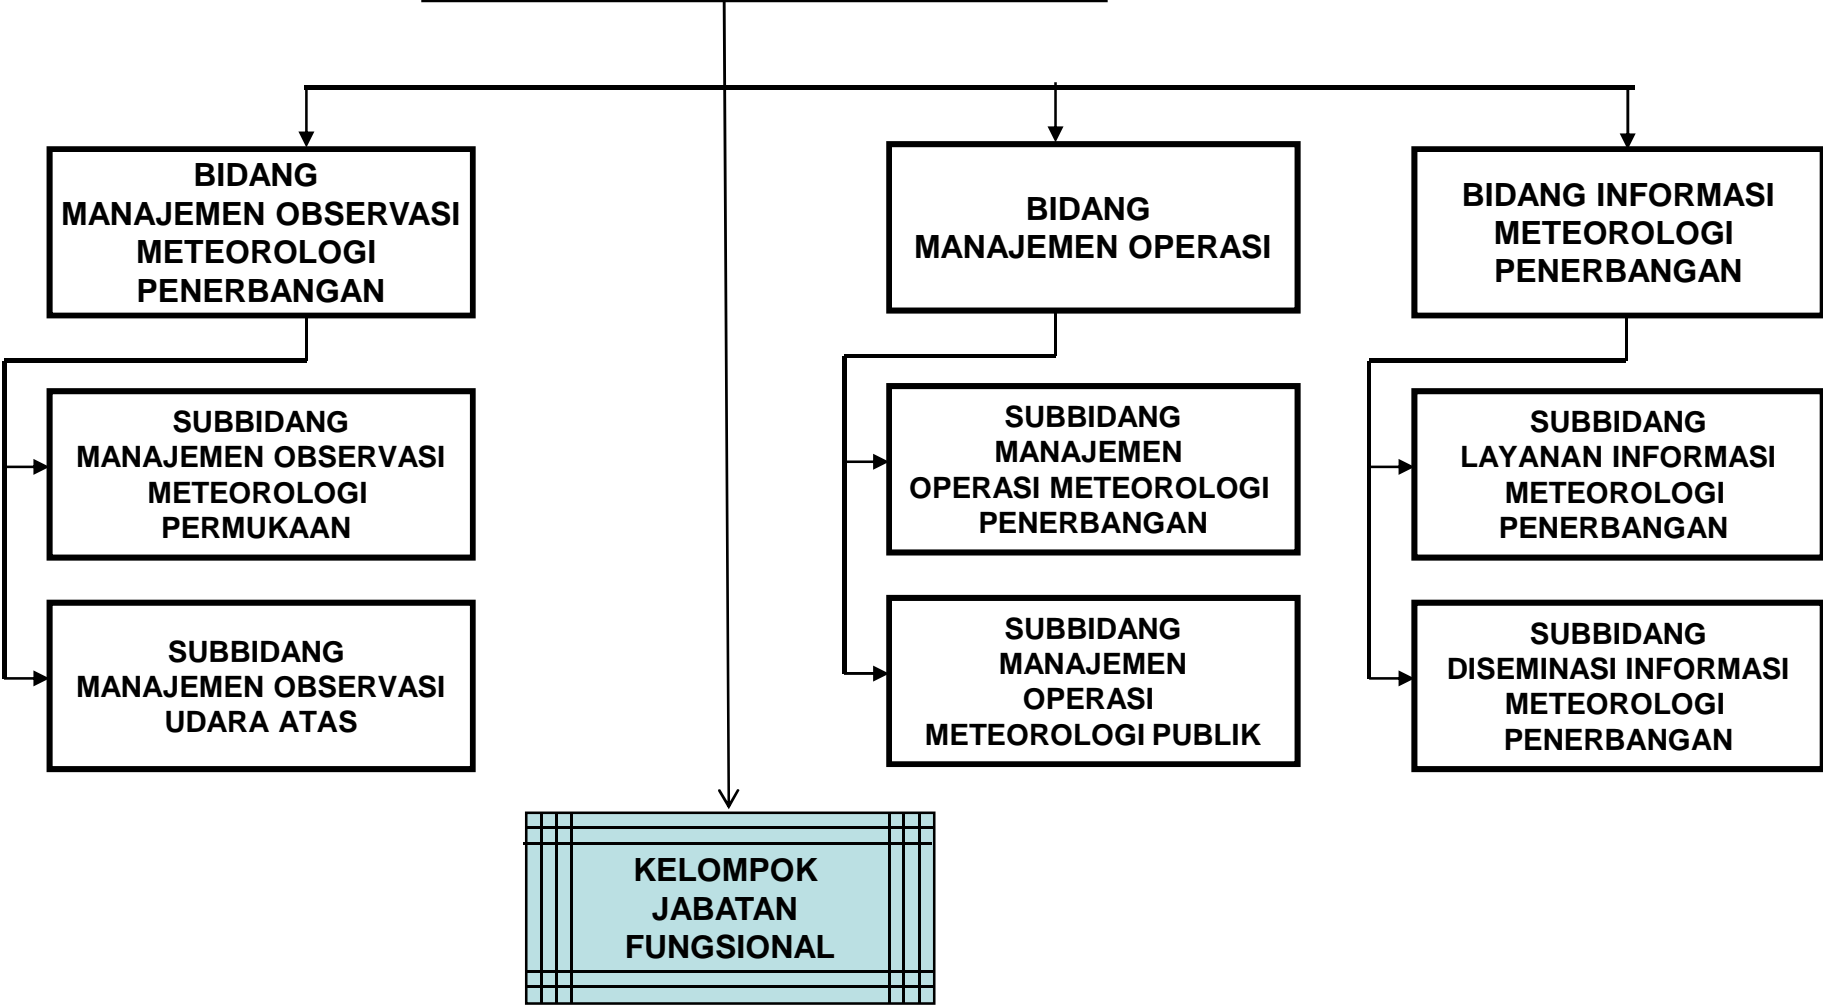 BIDANG
MANAJEMEN OBSERVASI
METEOROLOGI
PENERBANGAN
BIDANG
MANAJEMEN OPERASI
BIDANG INFORMASI
METEOROLOGI
PENERBANGAN
SUBBIDANG
MANAJEMEN OBSERVASI
METEOROLOGI
PERMUKAAN
SUBBIDANG
MANAJEMEN
OPERASI METEOROLOGI
PENERBANGAN
SUBBIDANG
LAYANAN INFORMASI
METEOROLOGI
PENERBANGAN
SUBBIDANG
MANAJEMEN OBSERVASI
UDARA ATAS
SUBBIDANG
MANAJEMEN
OPERASI
METEOROLOGI PUBLIK
SUBBIDANG
DISEMINASI INFORMASI
METEOROLOGI
PENERBANGAN
KELOMPOK
JABATAN
FUNGSIONAL